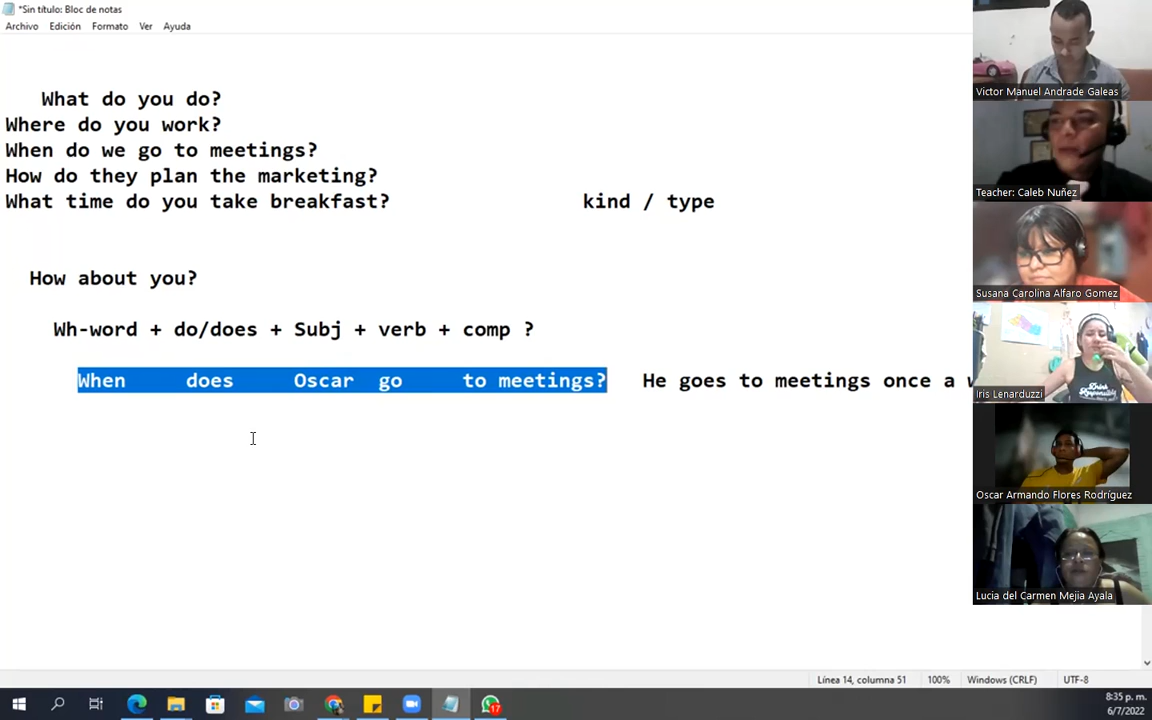 *Sin título: Bloc de notas
Archivo Edición Formato Ver Ayuda
What do you do?
Where do you work?
When do we go to meetings?
How do they plan the marketing?
What time do you take breakfast? kind / type
How about you?
Wh-word + do/does + Subj + verb + comp ?
When does Oscar go to meetings? He goes to meetings once a
Victor Manuel Andrade Galeas
Teacher: Caleb Nuñez
Susana Carolina Alfaro Gomez
Iris Lenarduzzi
Oscar Armando Flores Rodríguez
Lucia del Carmen Mejia Ayala
Línea 14, columna 51 100% Windows (CRLF) UTF-8
17
8:35 p. m.
6/7/2022